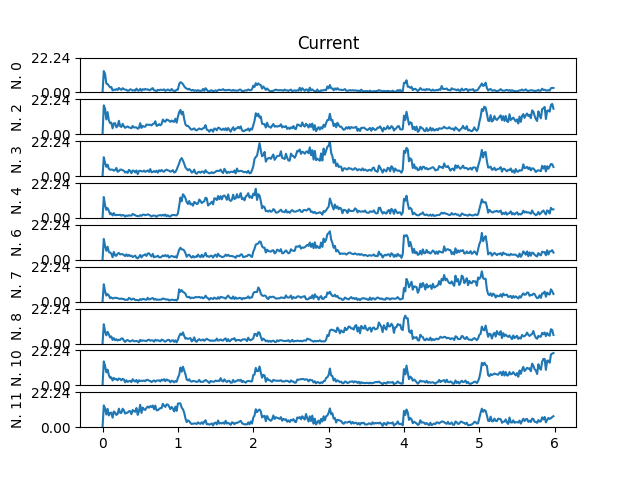 Current
N. 0
22.24
0.00
N. 2
22.24
0.00
N. 3
22.24
0.00
N. 4
22.24
0.00
N. 6
22.24
0.00
N. 7
22.24
0.00
N. 8
22.24
0.00
N. 10
22.24
0.00
N. 11
22.24
0.00
0 1 2 3 4 5 6